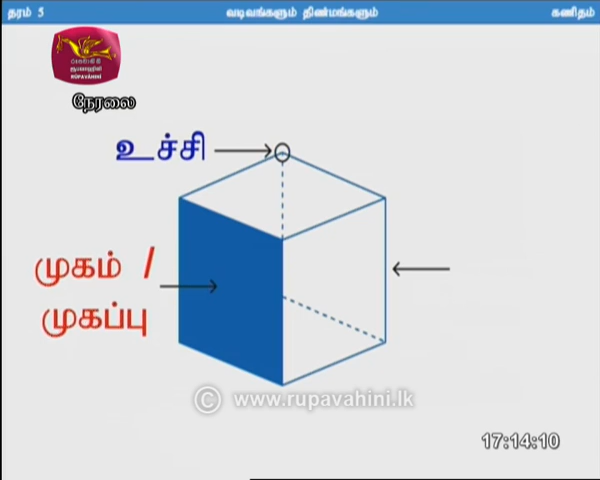 தரம் 5
வடிவங்களும் திண்மங்களும்
கணிதம்
RUPAVAHINI
நேரலை
உச்சி
முகம் /
முகப்பு
© www.rupavahini.lk
17:14:10